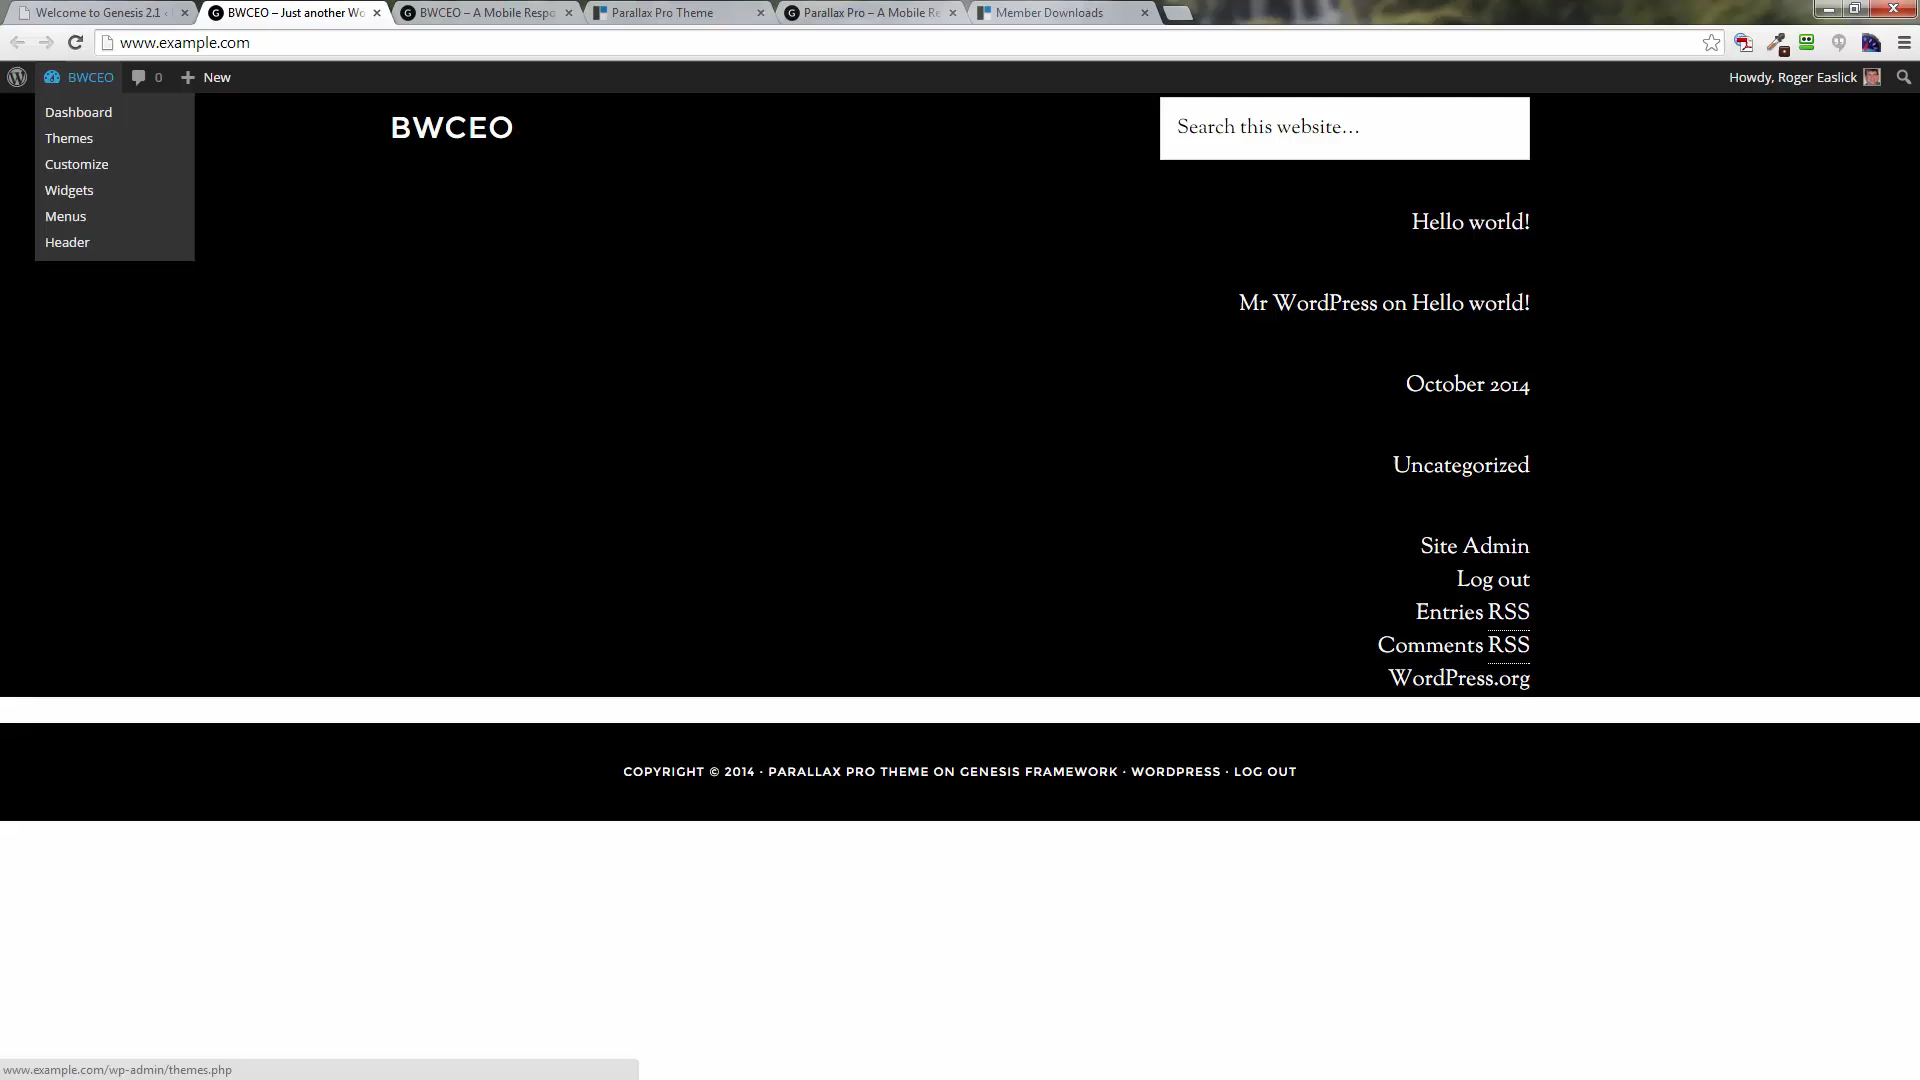 Welcome to Genesis 2.1 ‹
BWCEO – Just another Wo
BWCEO – A Mobile Respo
Parallax Pro Theme
Parallax Pro – A Mobile Re
Member Downloads
www.example.com
BWCEO
0
New
Howdy, Roger Easlick
Dashboard
Themes
Customize
Widgets
Menus
Header
BWCEO
Search this website…
Hello world!
Mr WordPress on Hello world!
October 2014
Uncategorized
Site Admin
Log out
Entries RSS
Comments RSS
WordPress.org
COPYRIGHT © 2014 · PARALLAX PRO THEME ON GENESIS FRAMEWORK · WORDPRESS · LOG OUT
www.example.com/wp-admin/themes.php